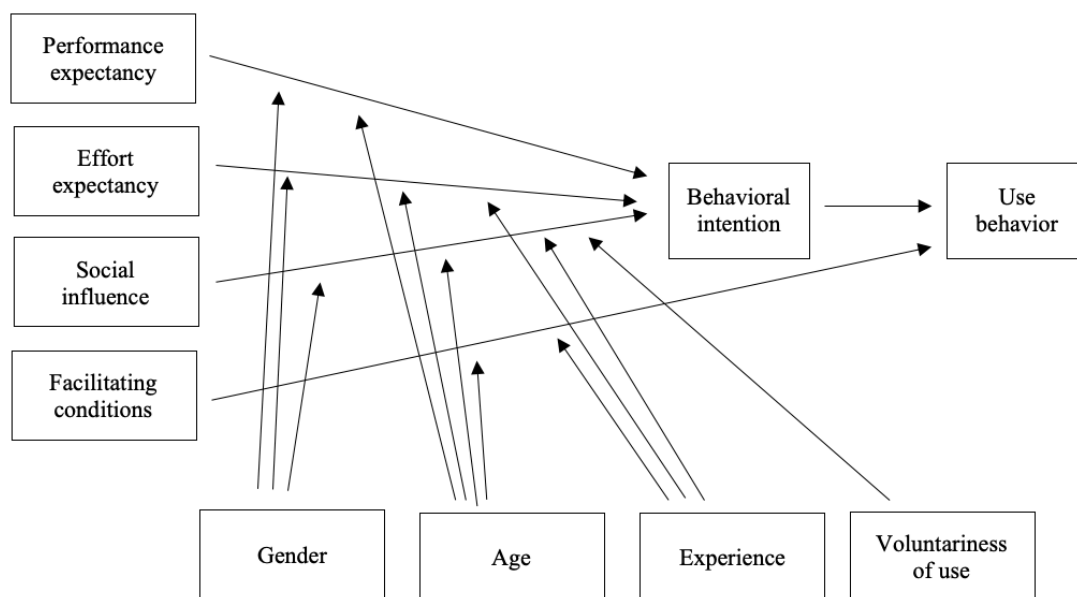 Performance
expectancy
Effort
expectancy
Social
influence
Facilitating
conditions
Behavioral
intention
Use
behavior
Gender
Age
Experience
Voluntariness
of use